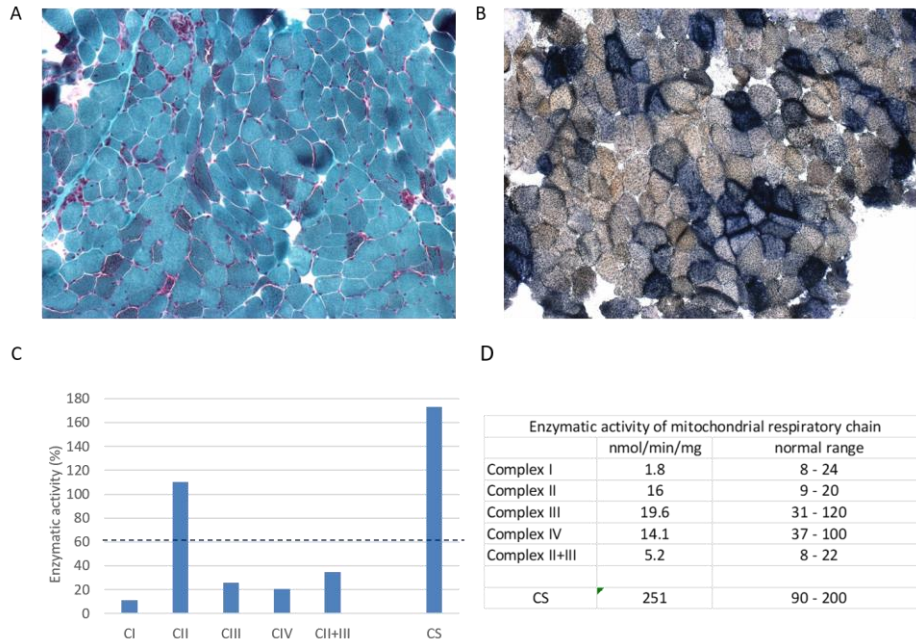 A
B
C
D
Enzymatic activity (%)
180
160
140
120
100
80
60
40
20
0
CI CII CIII CIV CII+III CS
Enzymatic activity of mitochondrial respiratory chain
nmol/min/mg normal range
Complex I 1.8 8 - 24
Complex II 16 9 - 20
Complex III 19.6 31 - 120
Complex IV 14.1 37 - 100
Complex II+III 5.2 8 - 22
CS 251 90 - 200